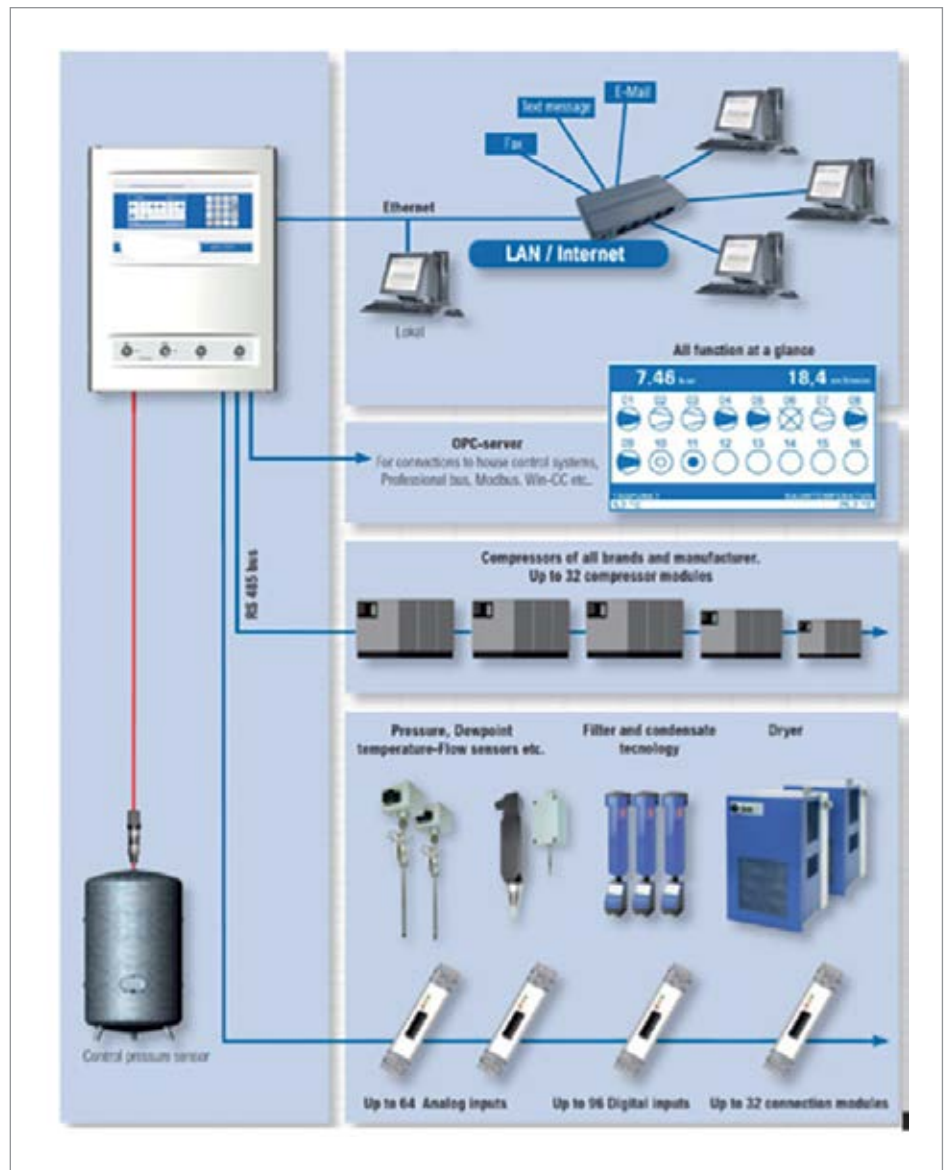 E-Mail
Text message
Fax
Ethernet
LAN / Internet
Lokal
All function at a glance
7.46 bar
18,4
01 02 03 04 05 06 07 08
09 10 11 12 13 14 15 16
OPC-server
For connections to house control systems,
Professional bus, Modbus, Win-CC etc..
RS 485 bus
Compressors of all brands and manufacturer.
Up to 32 compressor modules
Pressure, Dewpoint
temperature-Flow sensors etc.
Filter and condensate
tecnology
Dryer
Control pressure sensor
Up to 64 Analog inputs
Up to 96 Digital inputs
Up to 32 connection modules